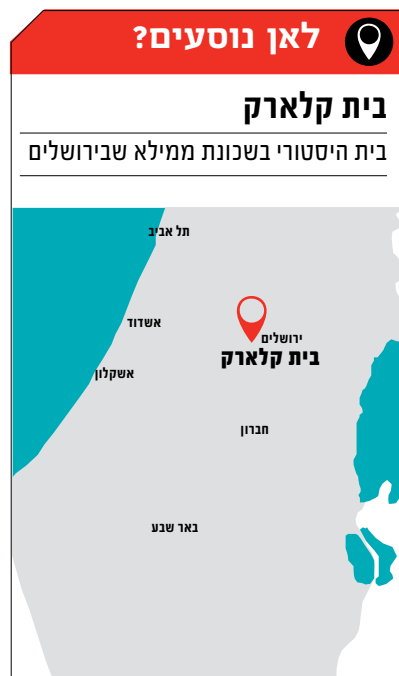 לאן נוסעים?
בית קלארק
בית היסטורי בשכונת ממילא שבירושלים
תל אביב
אשדוד
ירושלים
בית קלארק
אשקלון
חברון
באר שבע